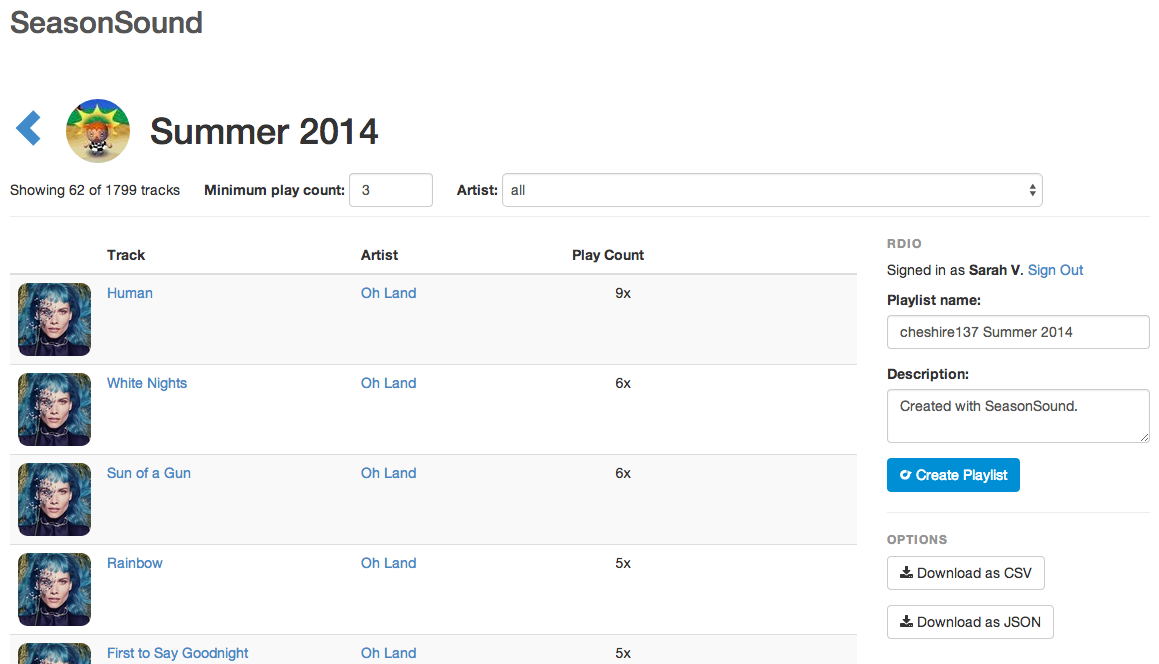 SeasonSound
Summer 2014
Showing 62 of 1799 tracks Minimum play count: 3 Artist: all
Track Artist Play Count
Human Oh Land 9x
White Nights Oh Land 6x
Sun of a Gun Oh Land 6x
Rainbow Oh Land 5x
First to Say Goodnight Oh Land 5x
RDIO
Signed in as Sarah V. Sign Out
Playlist name:
cheshire137 Summer 2014
Description:
Created with SeasonSound.
Create Playlist
OPTIONS
Download as CSV
Download as JSON